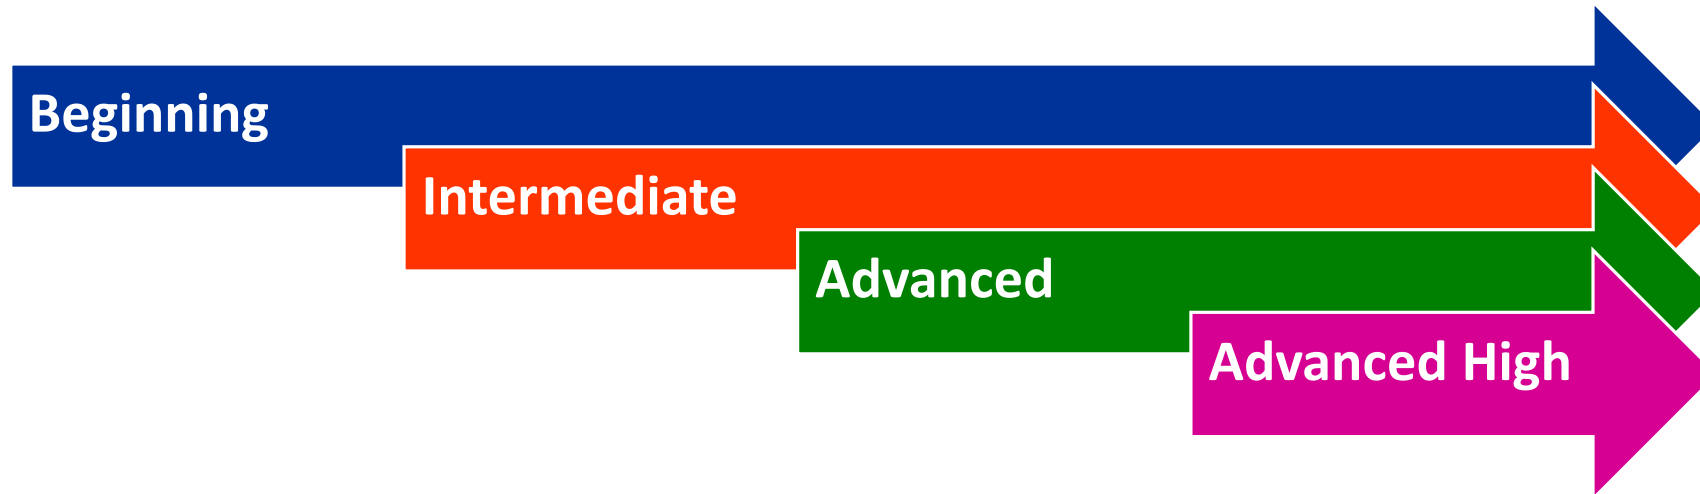 Beginning
Intermediate
Advanced
Advanced High